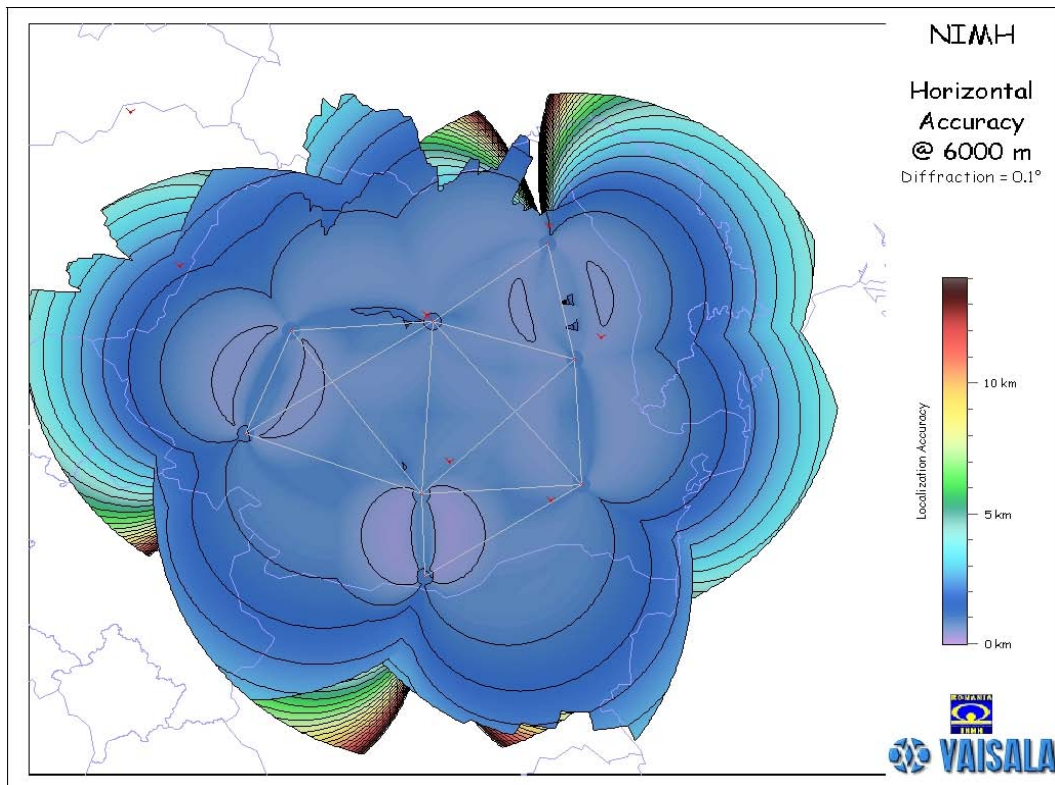 NIMH
Horizontal
Accuracy
@ 6000 m
Diffraction = 0.1°
Localization Accuracy
10 km
5 km
0 km
ROMANIA
VAISALA